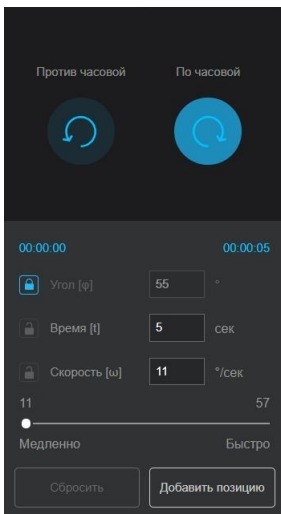 Против часовой По часовой
00:00:00 00:00:05
Угол [φ] 55 °
Время [t] 5 сек
Скорость [ω] 11 °/сек
11 57
Медленно Быстро
Сбросить Добавить позицию